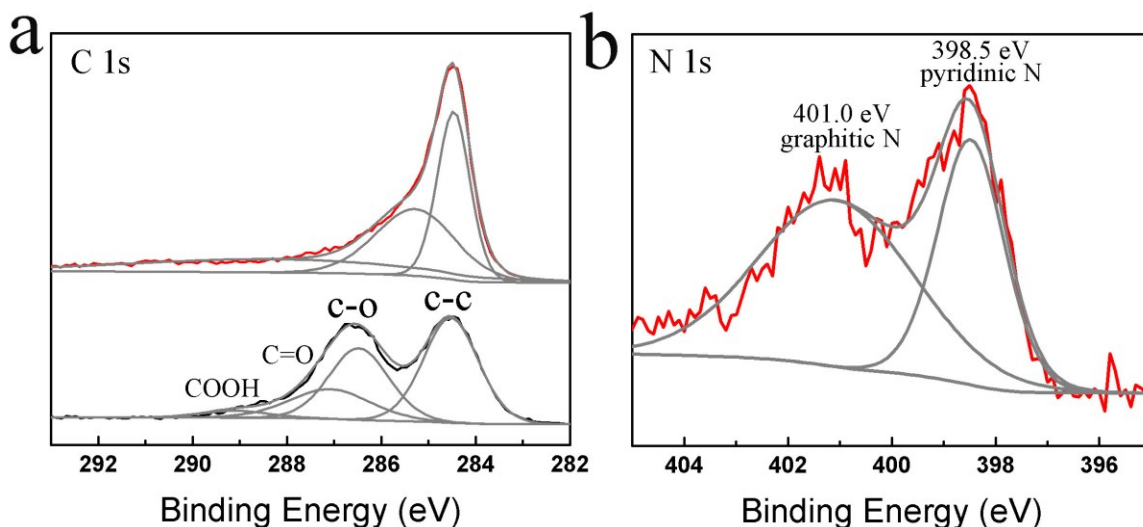 a
C 1s
c-o
c-c
C=O
COOH
292 290 288 286 284 282
Binding Energy (eV)
b
N 1s
398.5 eV
pyridinic N
401.0 eV
graphitic N
404 402 400 398 396
Binding Energy (eV)